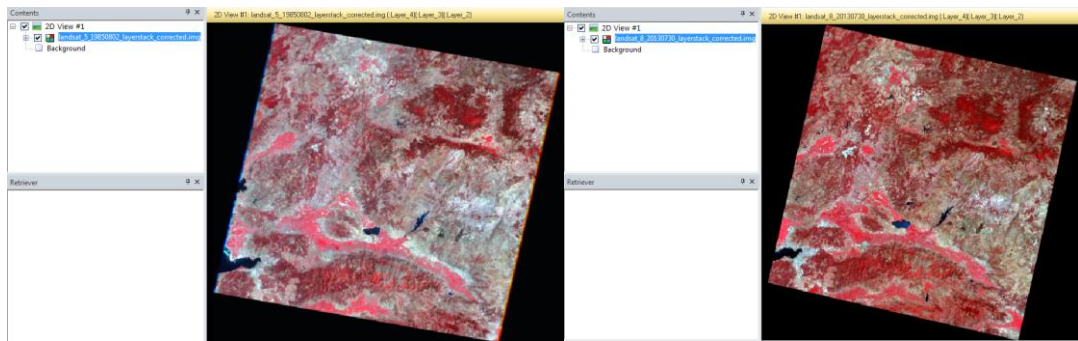 Contents
2D View #1
landsat_5_19850802_layerstack_corrected.img
Background
Retriever
2D View #1: landsat_5_19850802_layerstack_corrected.img (:Layer_4)(:Layer_3)(:Layer_2)
Contents
2D View #1
landsat_8_20130730_layerstack_corrected.img
Background
Retriever
2D View #1: landsat_8_20130730_layerstack_corrected.img (:Layer_4)(:Layer_3)(:Layer_2)